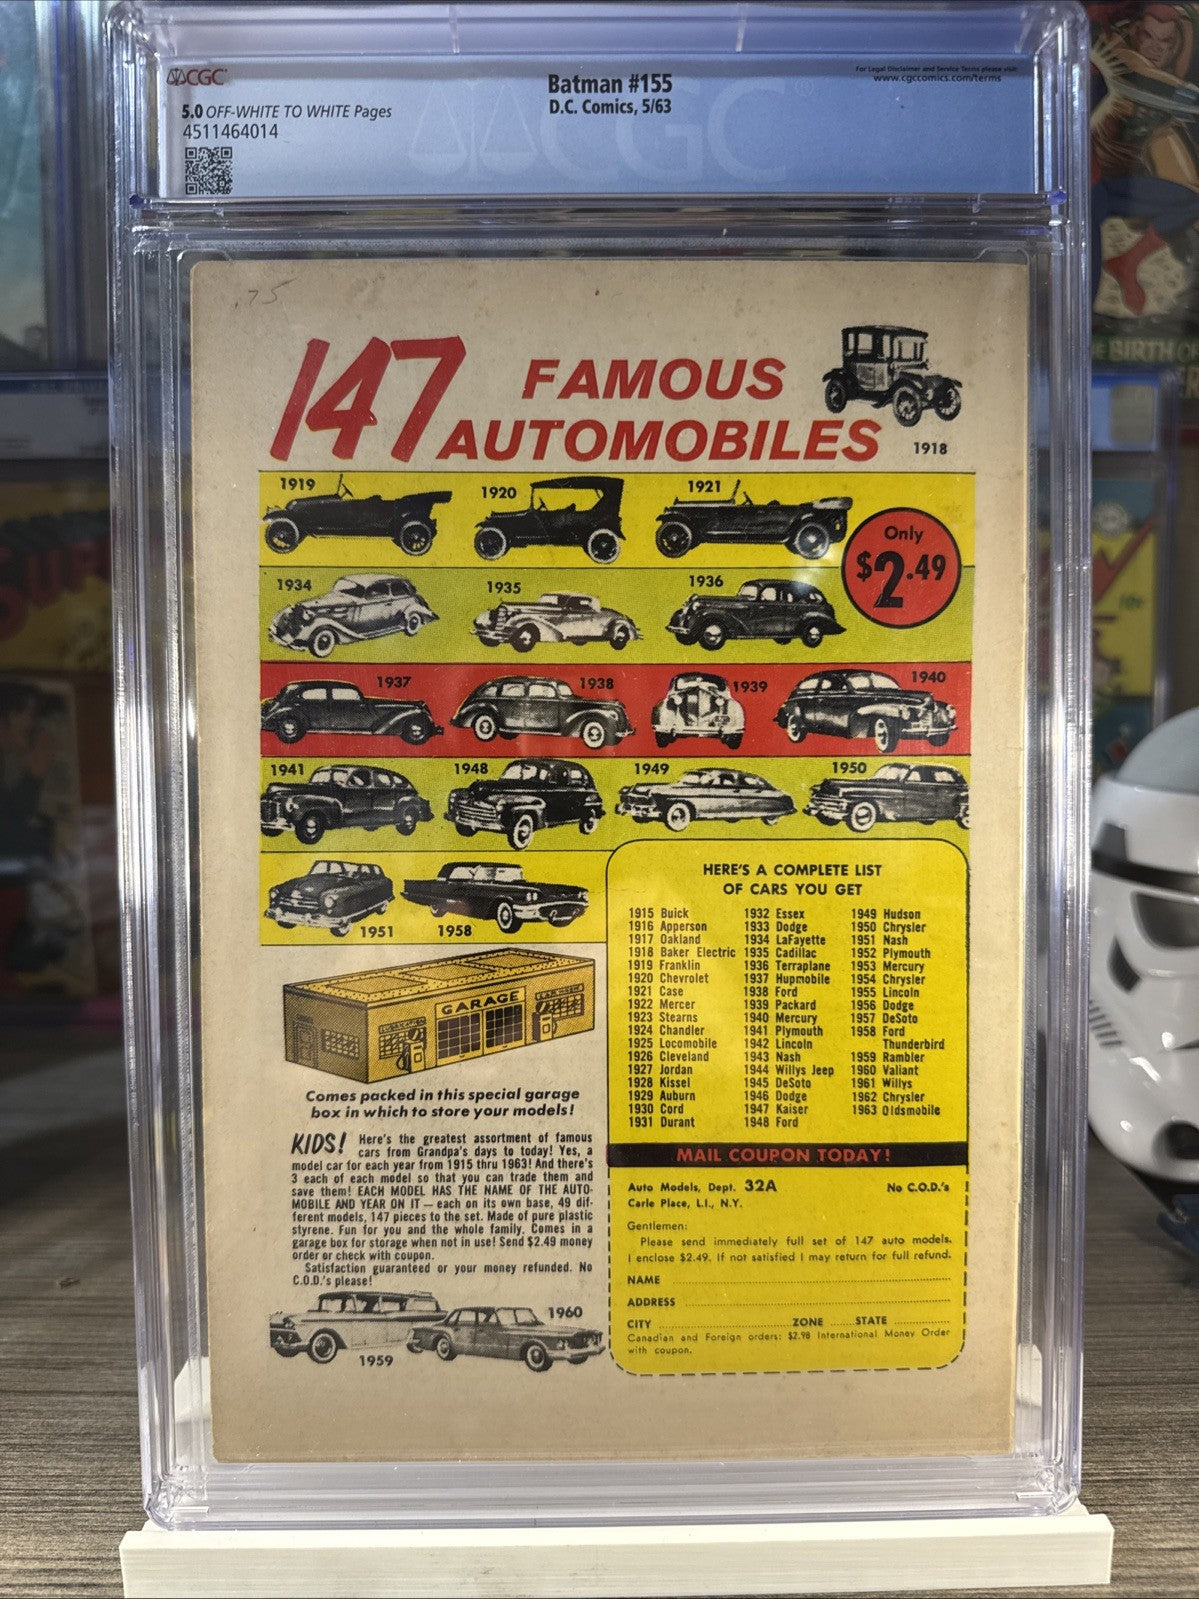 CGC
Batman #155
For Legal Disclaimer and Service Terms please visit:
www.cgccomics.com/terms
5.0 OFF-WHITE TO WHITE Pages
D.C. Comics, 5/63
4511464014
CGC
.75
147 FAMOUS
AUTOMOBILES
1918
1919
1920
1921
Only
$2.49
1934
1935
1936
1937
1938
1939
1940
1941
1948
1949
1950
1951
1958
HERE'S A COMPLETE LIST
OF CARS YOU GET
1915 Buick
1916 Apperson
1917 Oakland
1918 Baker Electric
1919 Franklin
1920 Chevrolet
1921 Case
1922 Mercer
1923 Stearns
1924 Chandler
1925 Locomobile
1926 Cleveland
1927 Jordan
1928 Kissel
1929 Auburn
1930 Cord
1931 Durant
1932 Essex
1933 Dodge
1934 LaFayette
1935 Cadillac
1936 Terraplane
1937 Hupmobile
1938 Ford
1939 Packard
1940 Mercury
1941 Plymouth
1942 Lincoln
1943 Nash
1944 Willys Jeep
1945 DeSoto
1946 Dodge
1947 Kaiser
1948 Ford
1949 Hudson
1950 Chrysler
1951 Nash
1952 Plymouth
1953 Mercury
1954 Chrysler
1955 Lincoln
1956 Dodge
1957 DeSoto
1958 Ford
Thunderbird
1959 Rambler
1960 Valiant
1961 Willys
1962 Chrysler
1963 Oldsmobile
GARAGE
LUBRICATION
CAR WASH
Comes packed in this special garage
box in which to store your models!
KIDS! Here's the greatest assortment of famous
cars from Grandpa's days to today! Yes, a
model car for each year from 1915 thru 1963! And there's
3 each of each model so that you can trade them and
save them! EACH MODEL HAS THE NAME OF THE AUTO-
MOBILE AND YEAR ON IT — each on its own base, 49 dif-
ferent models, 147 pieces to the set. Made of pure plastic
styrene. Fun for you and the whole family. Comes in a
garage box for storage when not in use! Send $2.49 money
order or check with coupon.
Satisfaction guaranteed or your money refunded. No
C.O.D.'s please!
1959
1960
MAIL COUPON TODAY!
Auto Models, Dept. 32A No C.O.D.'s
Carle Place, L.I., N.Y.
Gentlemen:
Please send immediately full set of 147 auto models.
I enclose $2.49. If not satisfied I may return for full refund.
NAME
ADDRESS
CITY ZONE STATE
Canadian and Foreign orders: $2.98 International Money Order
with coupon.
BIRTH OF